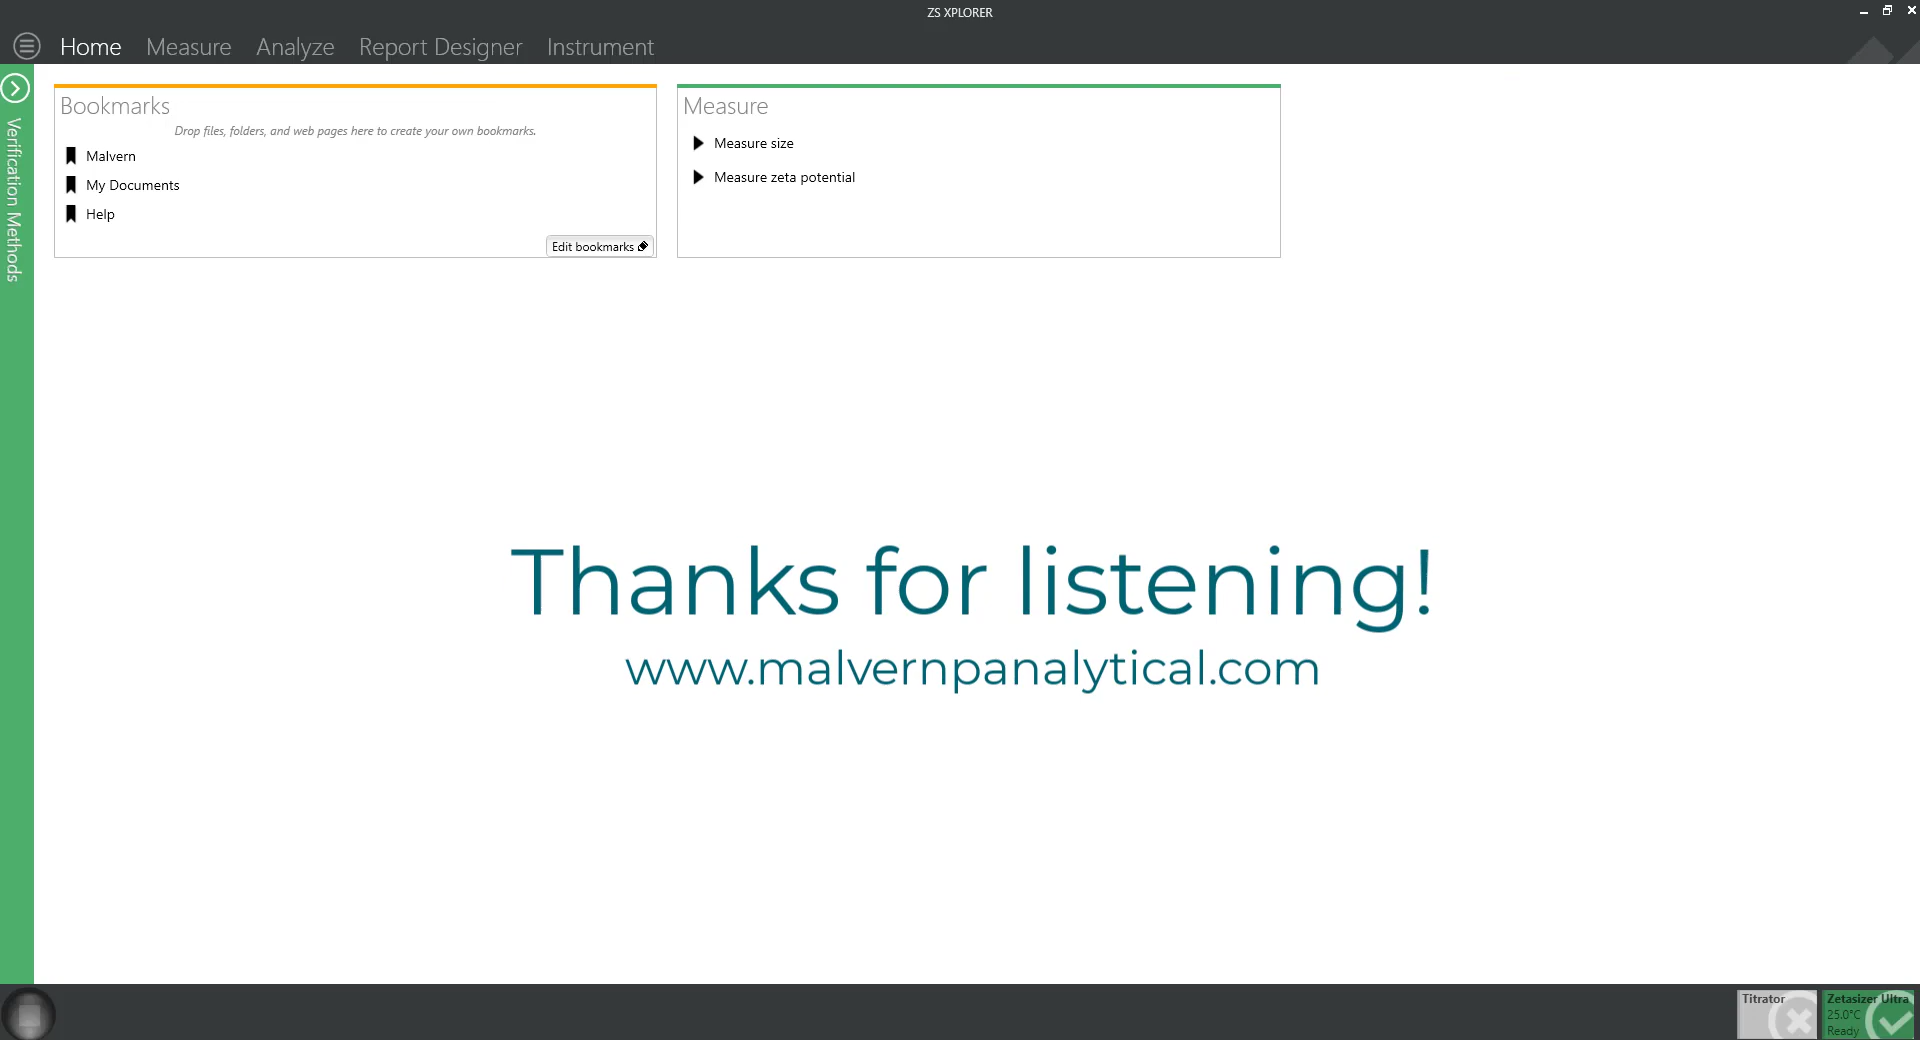 ZS XPLORER
Home Measure Analyze Report Designer Instrument
Verification Methods
Bookmarks
Drop files, folders, and web pages here to create your own bookmarks.
Malvern
My Documents
Help
Edit bookmarks
Measure
Measure size
Measure zeta potential
Thanks for listening!
www.malvernpanalytical.com
Titrator
Zetasizer Ultra
25.0°C
Ready